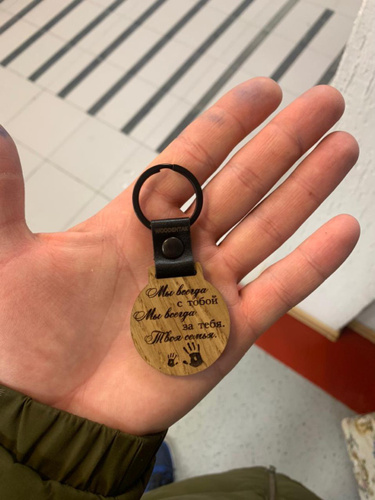 Мы всегда
с тобой
Мы всегда
за тебя.
Твоя семья.